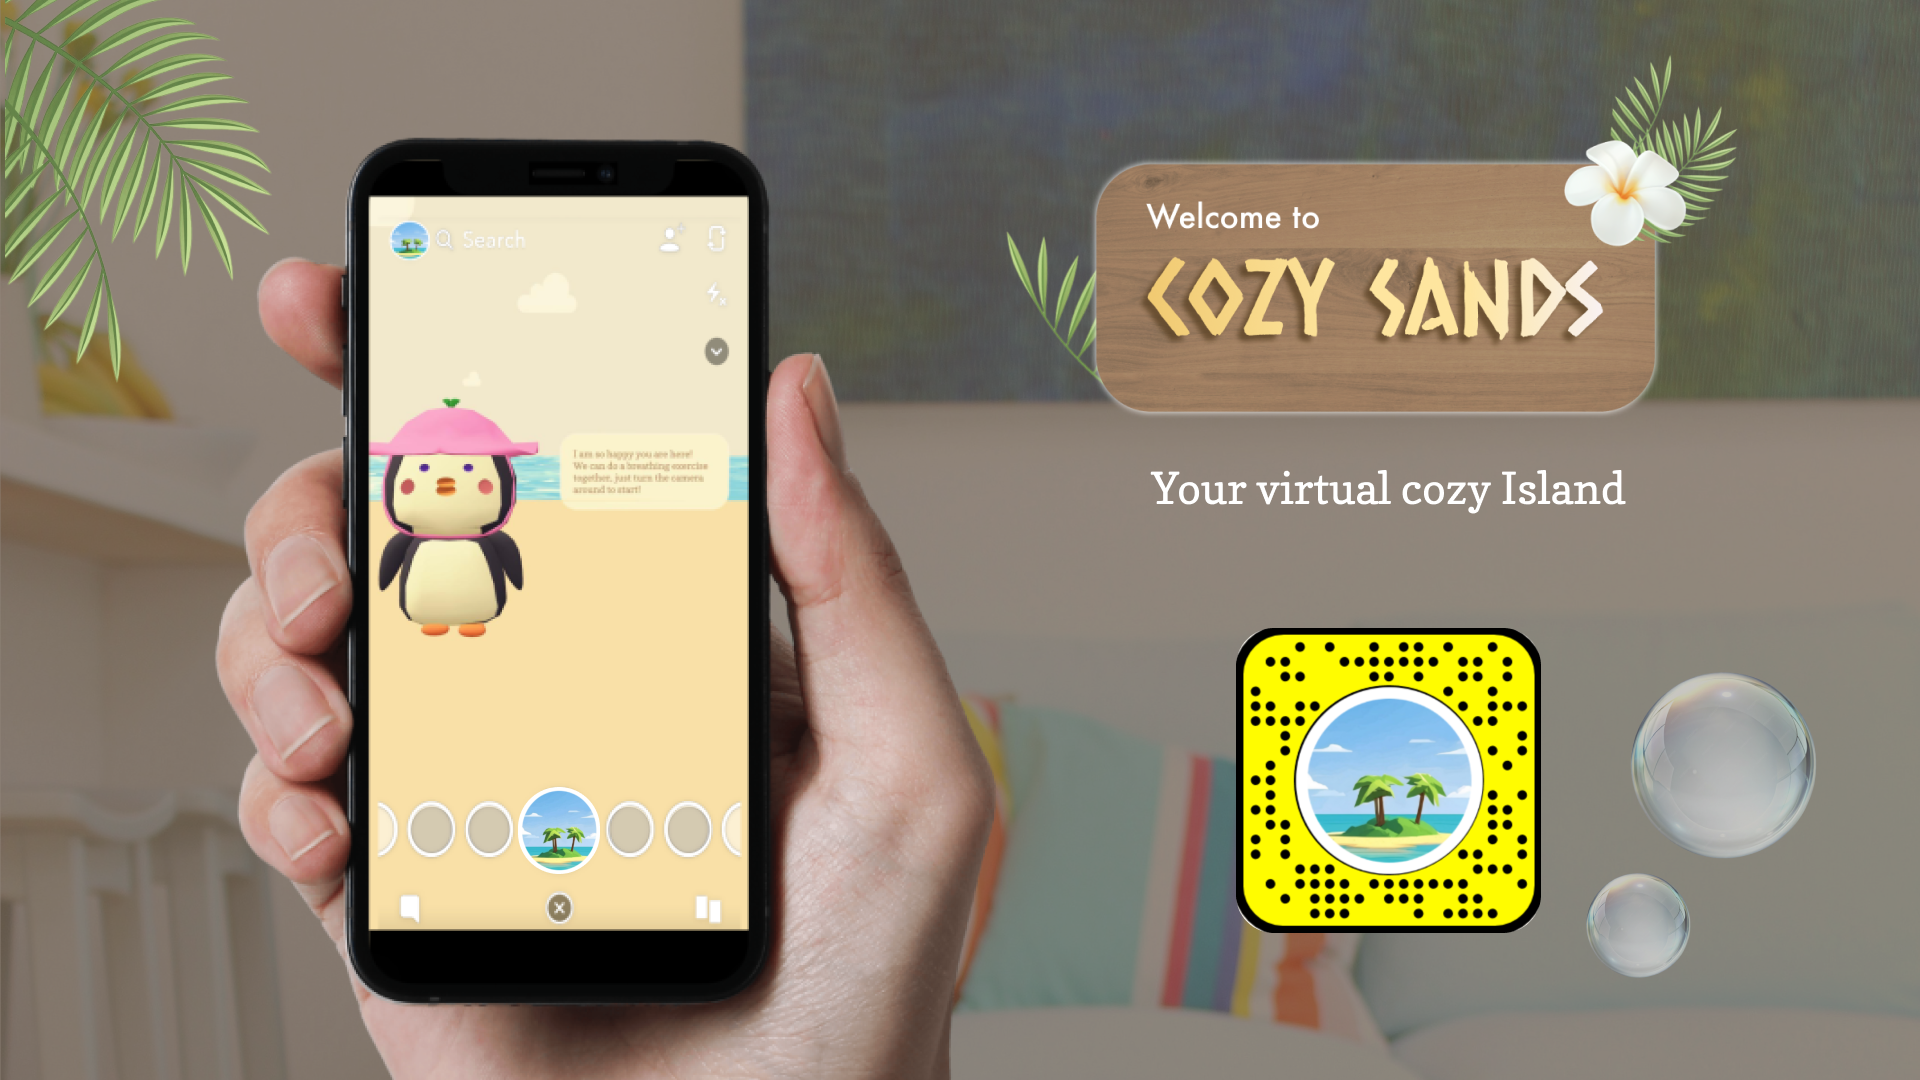 Search
I am so happy you are here!
We can do a breathing exercise
together, just turn the camera
around to start!
Welcome to
COZY SANDS
Your virtual cozy Island